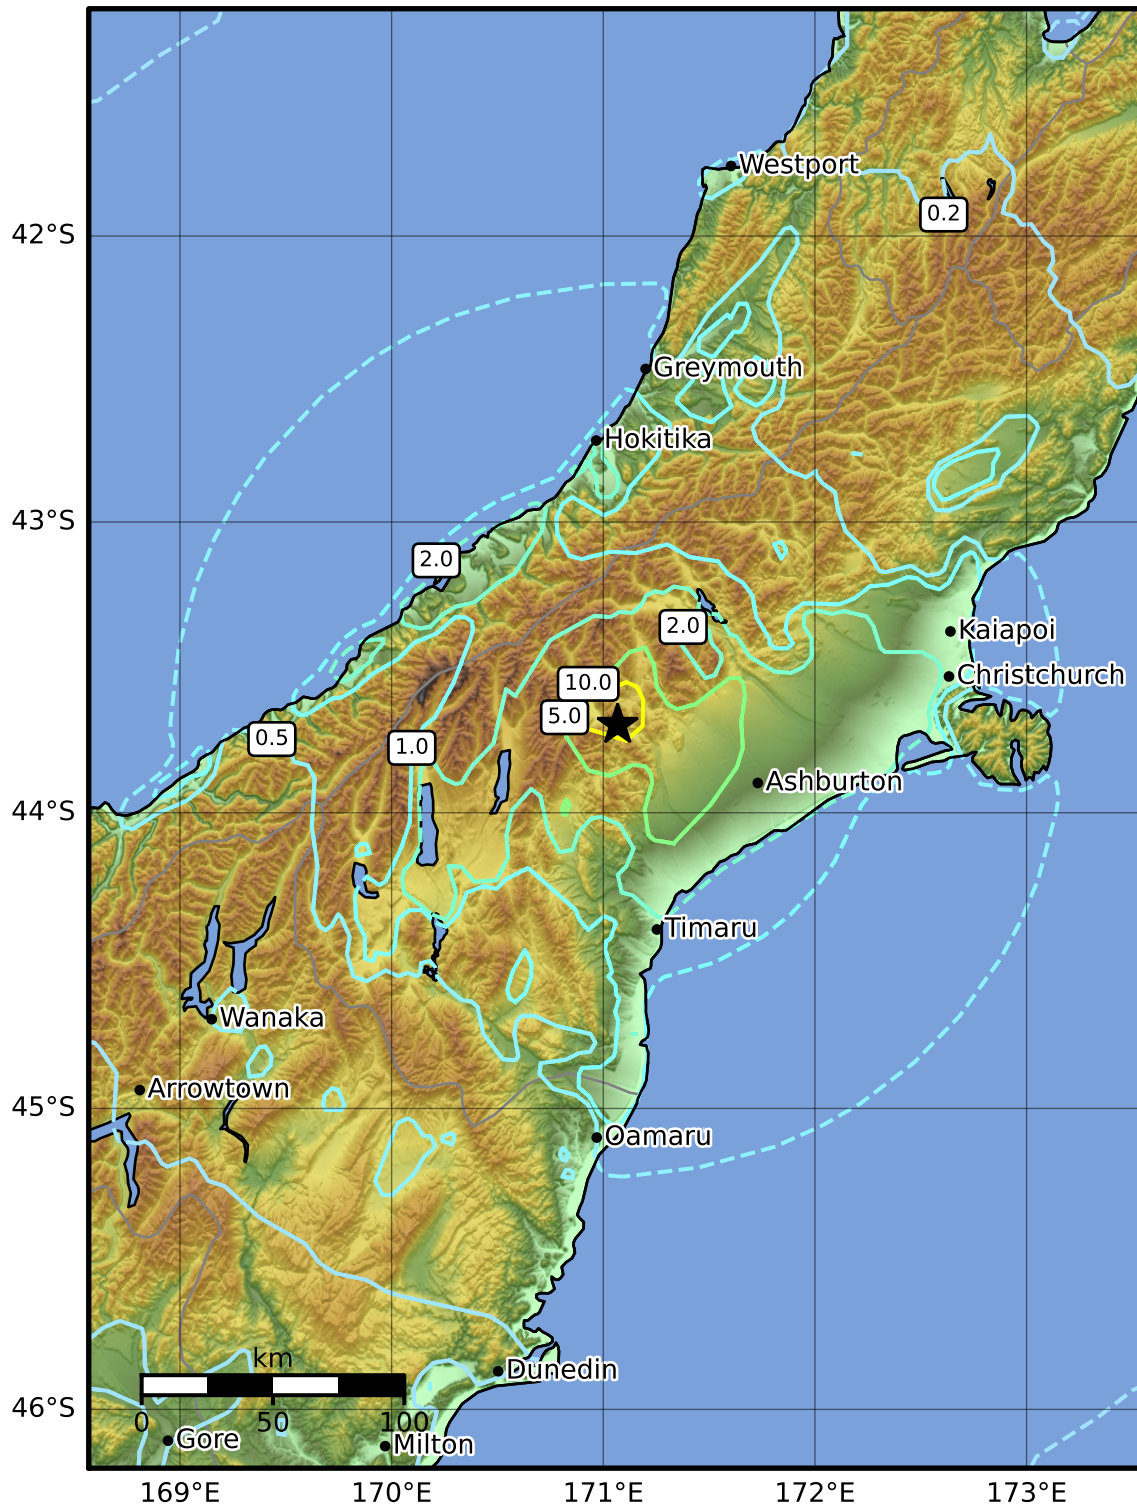 Westport
0.2
42°S
Greymouth
Hokitika
43°S
2.0
2.0
Kaiapoi
Christchurch
10.0
5.0
0.5
1.0
Ashburton
44°S
Timaru
Wanaka
Arrowtown
45°S
Oamaru
km
Dunedin
46°S
0 50 100
Gore
Milton
169°E 170°E 171°E 172°E 173°E